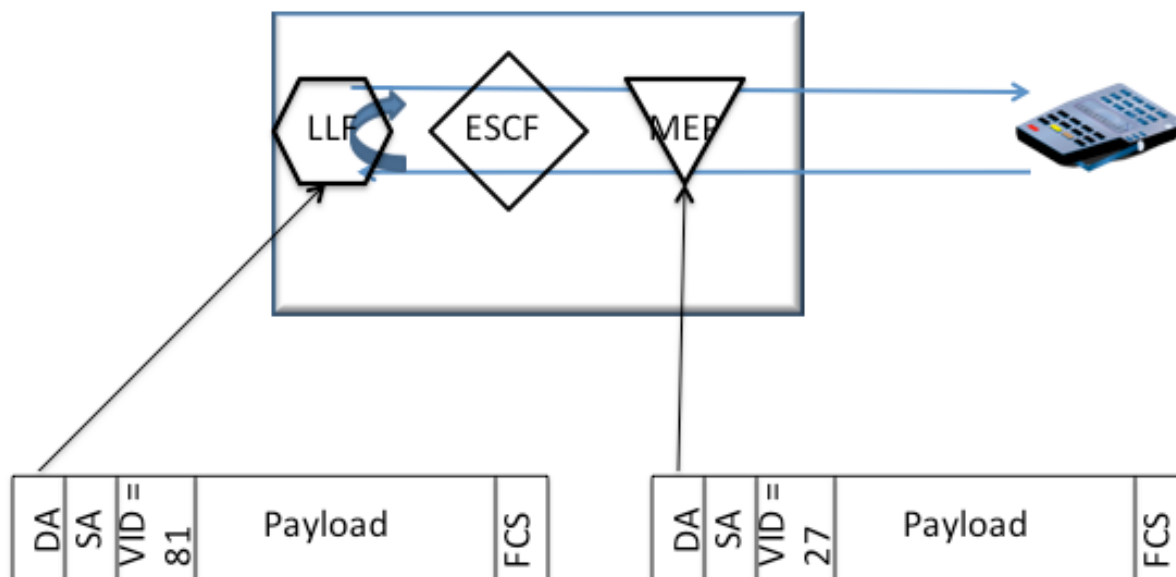 LLF
ESCF
MEP
DA
SA
VID =
81
Payload
FCS
DA
SA
VID =
27
Payload
FCS